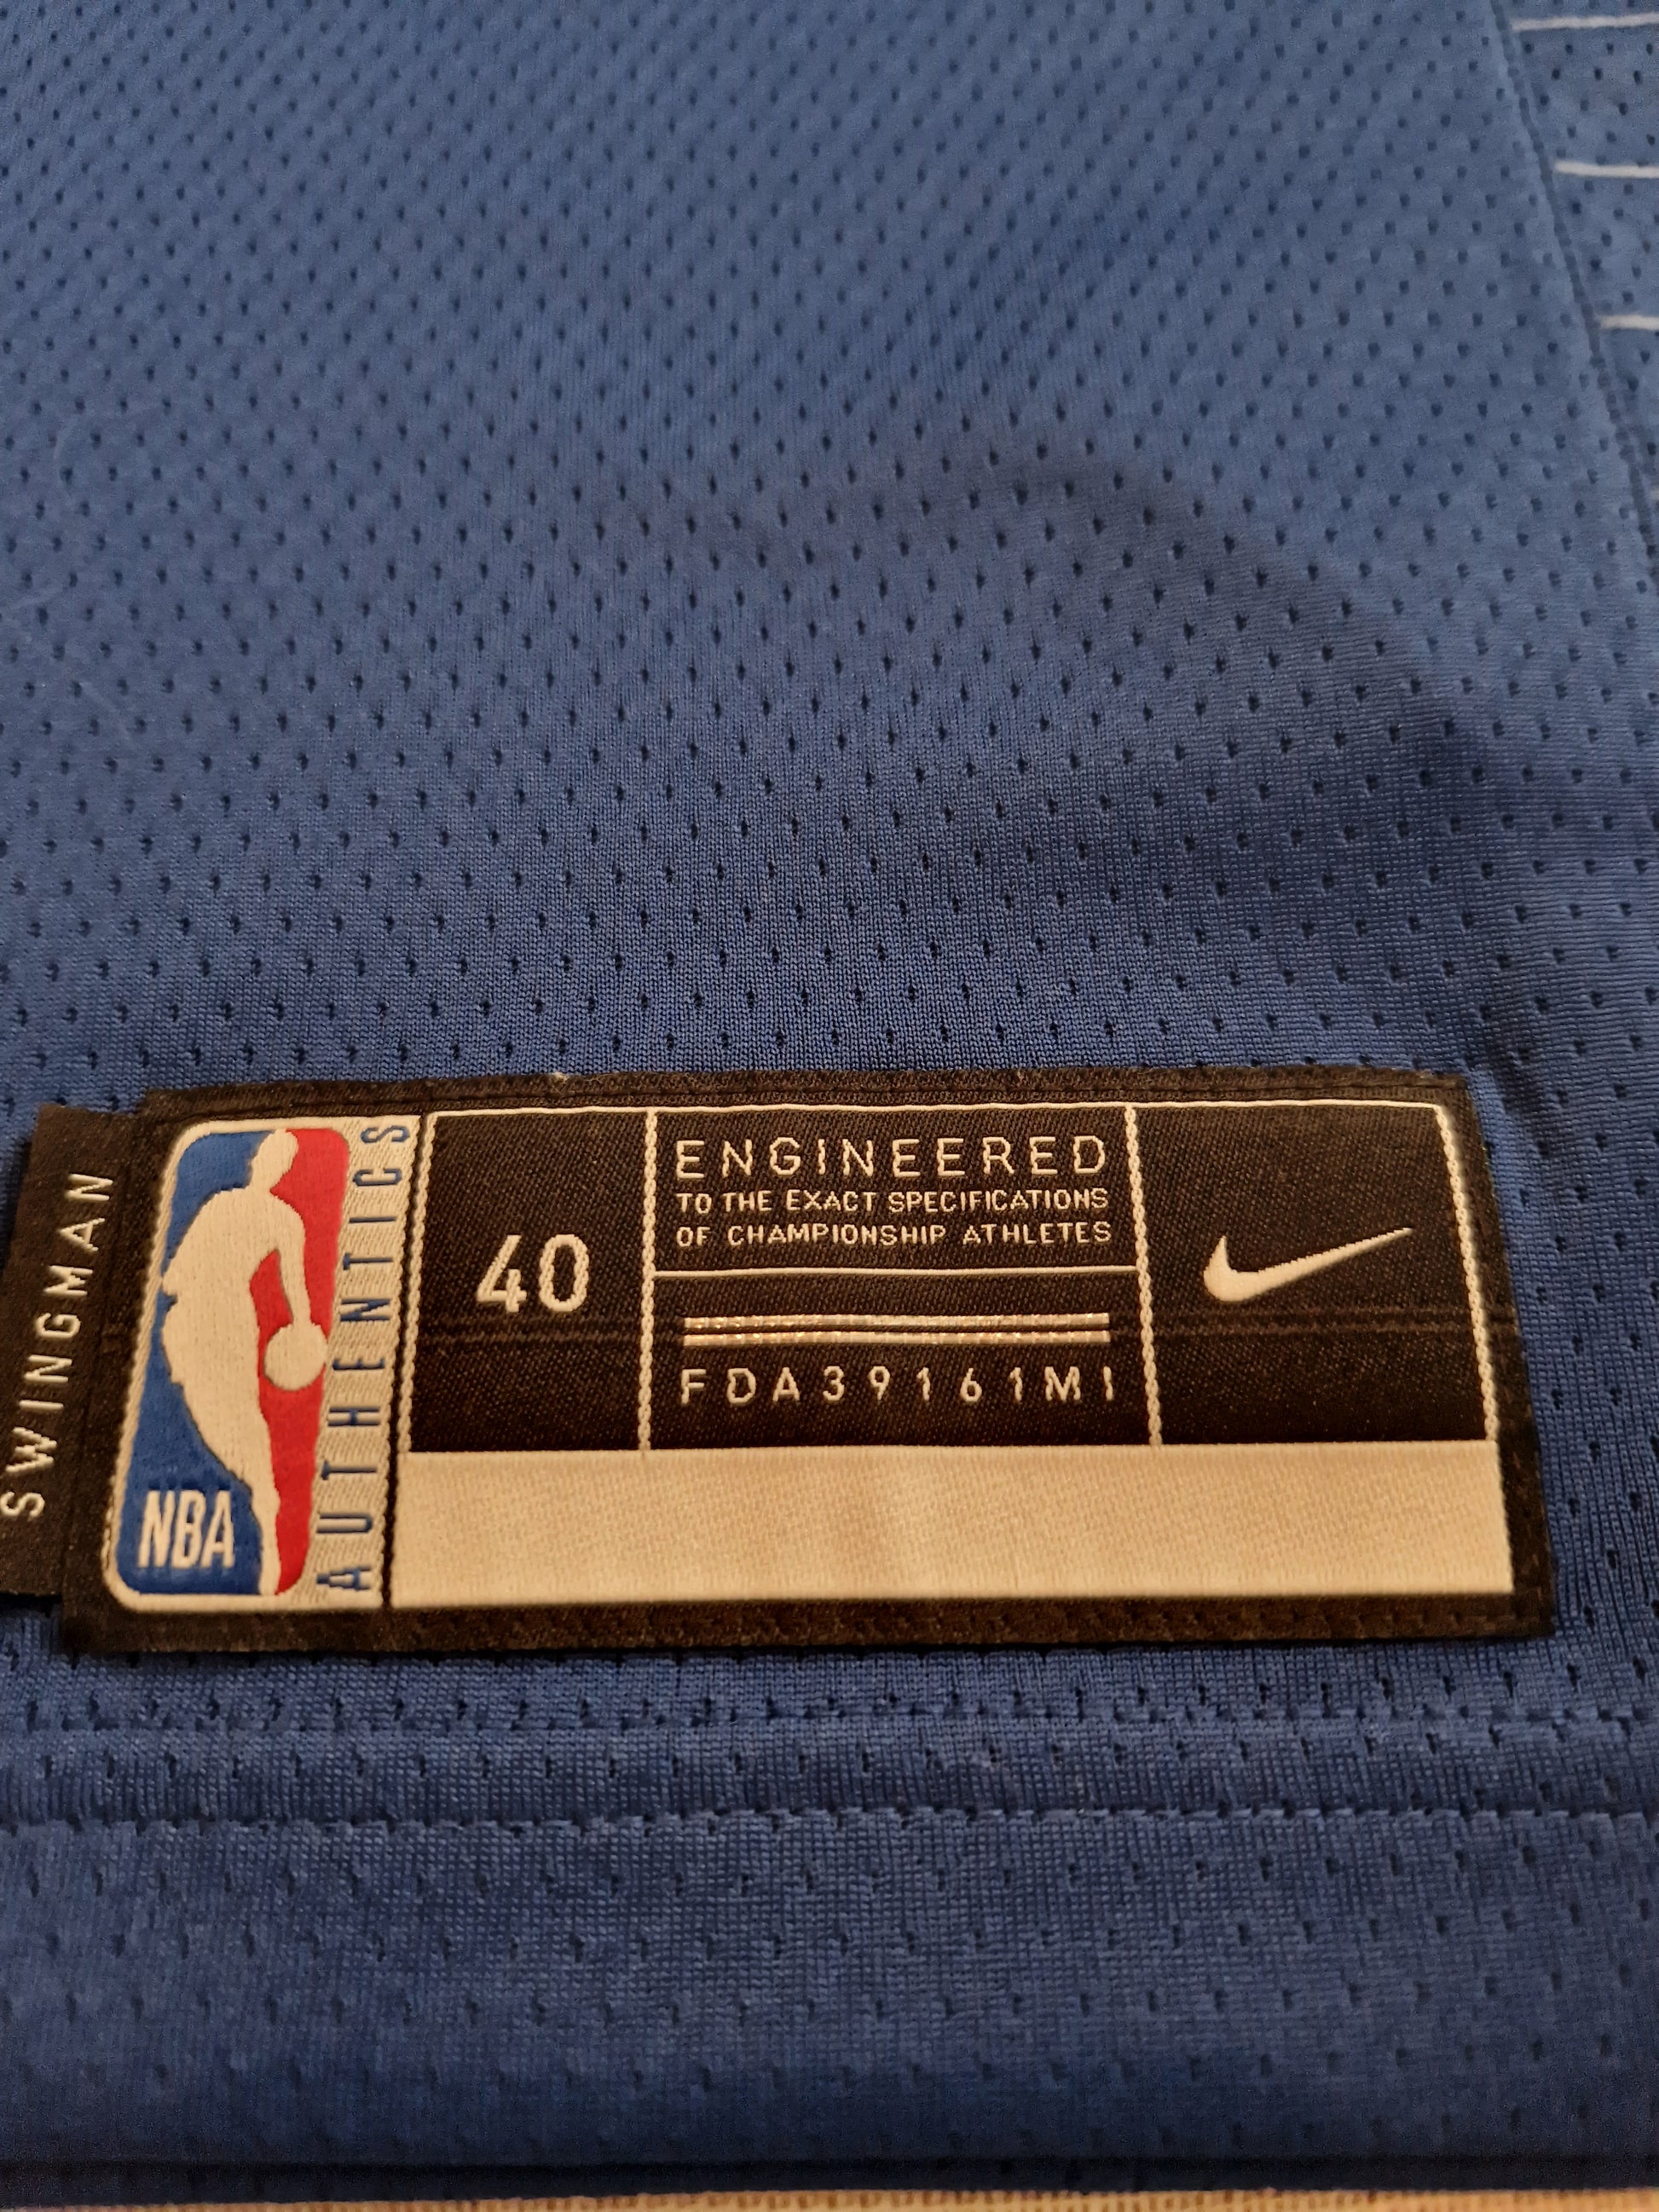 SWINGMAN
NBA
AUTHENTICS
40
ENGINEERED
TO THE EXACT SPECIFICATIONS
OF CHAMPIONSHIP ATHLETES
FDA39161MI